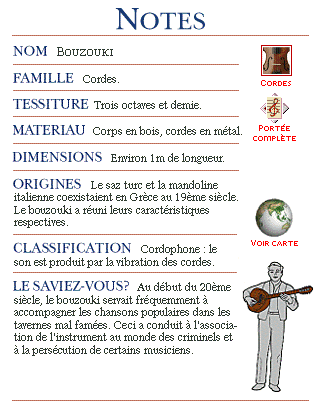 NOTES
NOM BOUZOUKI
FAMILLE Cordes.
CORDES
TESSITURE Trois octaves et demie.
MATERIAU Corps en bois, cordes en métal.
PORTÉE
COMPLÈTE
DIMENSIONS Environ 1m de longueur.
ORIGINES Le saz turc et la mandoline
italienne coexistaient en Grèce au 19ème siècle.
Le bouzouki a réuni leurs caractéristiques
respectives.
VOIR CARTE
CLASSIFICATION Cordophone : le
son est produit par la vibration des cordes.
LE SAVIEZ-VOUS? Au début du 20ème
siècle, le bouzouki servait fréquemment à
accompagner les chansons populaires dans les
tavernes mal famées. Ceci a conduit à l'associa-
tion de l'instrument au monde des criminels et
à la persécution de certains musiciens.